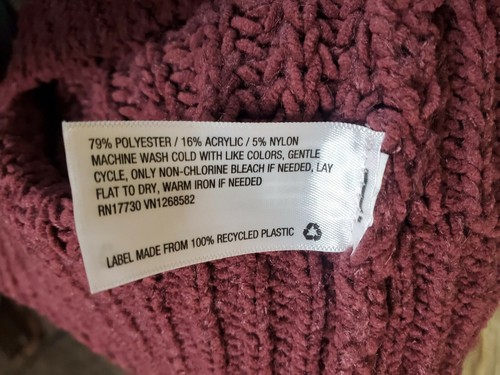 79% POLYESTER / 16% ACRYLIC / 5% NYLON
MACHINE WASH COLD WITH LIKE COLORS, GENTLE
CYCLE, ONLY NON-CHLORINE BLEACH IF NEEDED, LAY
FLAT TO DRY, WARM IRON IF NEEDED
RN17730 VN1268582
LABEL MADE FROM 100% RECYCLED PLASTIC